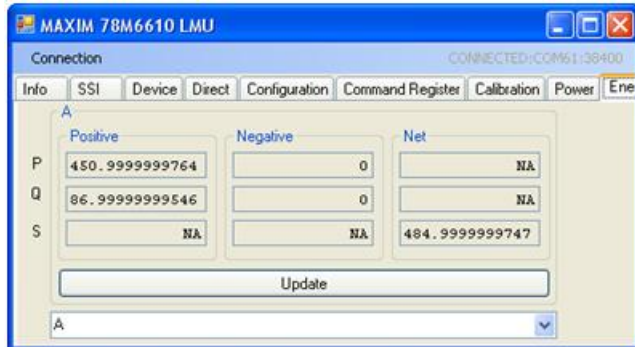 MAXIM 78M6610 LMU
Connection CONNECTED:COM61:38400
Info SSI Device Direct Configuration Command Register Calibration Power Ene
A
Positive Negative Net
P 450.9999999764 0 NA
Q 86.99999999546 0 NA
S NA NA 484.9999999747
Update
A